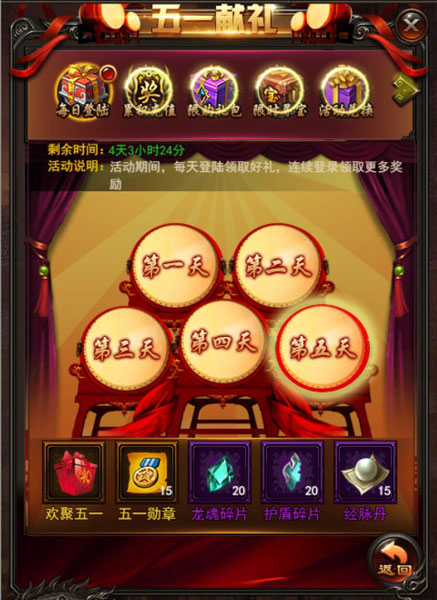 五一献礼
每日登陆 累积充值 限购礼包 限时寻宝 活动兑换
剩余时间：4天3小时24分
活动说明：活动期间，每天登陆领取好礼，连续登录领取更多奖
励
第一天 第二天
第三天 第四天 第五天
15 20 20 15
欢聚五一 五一勋章 龙魂碎片 护盾碎片 经脉丹
返回